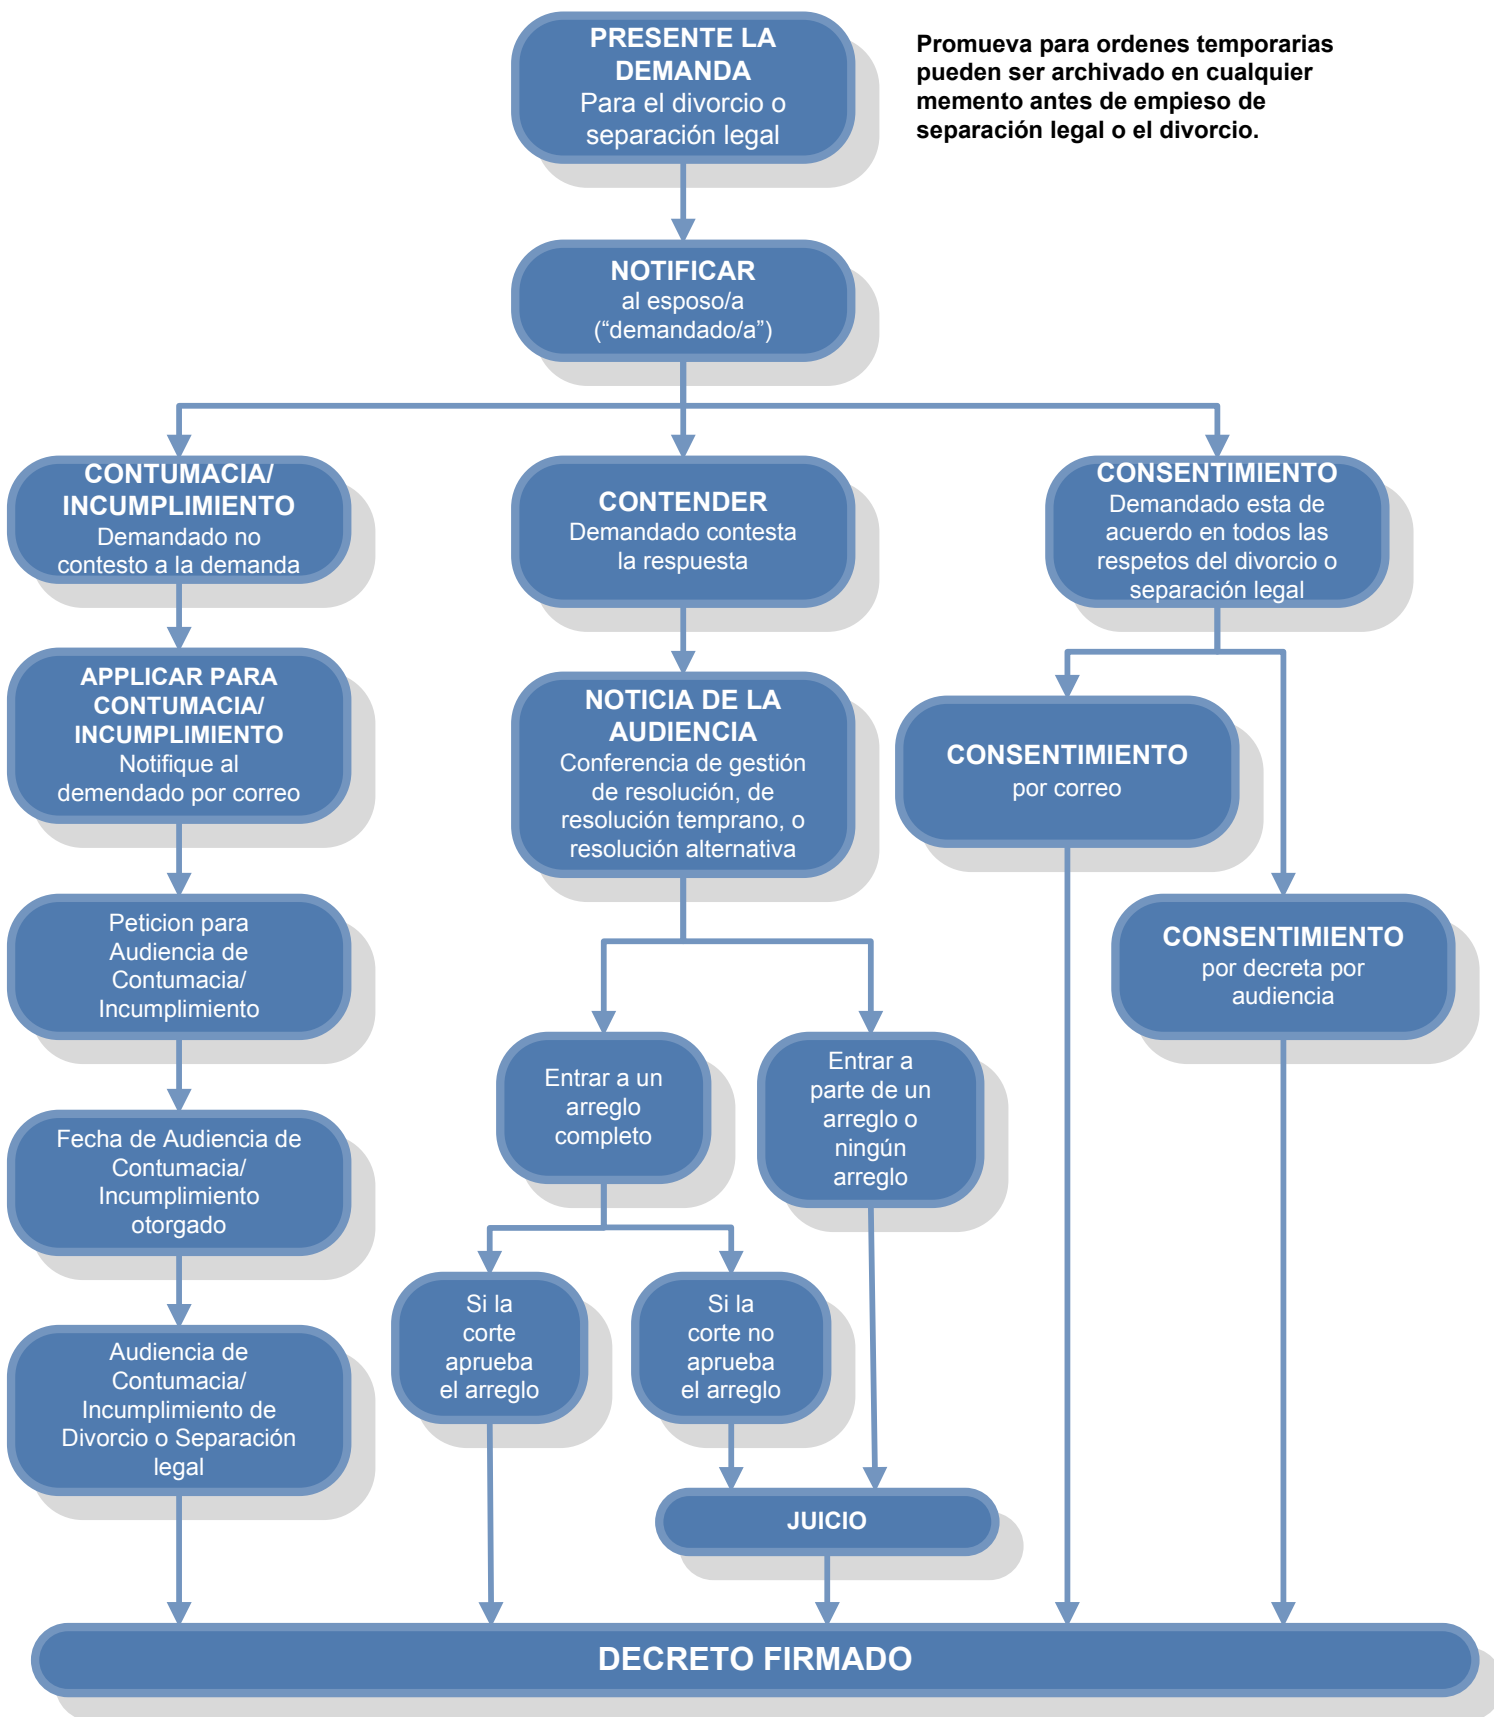 PRESENTE LA
DEMANDA
Para el divorcio o
separación legal
Promueva para ordenes temporarias
pueden ser archivado en cualquier
memento antes de empieso de
separación legal o el divorcio.
NOTIFICAR
al esposo/a
(“demandado/a”)
CONTUMACIA/
INCUMPLIMIENTO
Demandado no
contesto a la demanda
CONTENDER
Demandado contesta
la respuesta
CONSENTIMIENTO
Demandado esta de
acuerdo en todos las
respetos del divorcio o
separación legal
APPLICAR PARA
CONTUMACIA/
INCUMPLIMIENTO
Notifique al
demendado por correo
NOTICIA DE LA
AUDIENCIA
Conferencia de gestión
de resolución, de
resolución temprano, o
resolución alternativa
CONSENTIMIENTO
por correo
Peticion para
Audiencia de
Contumacia/
Incumplimiento
CONSENTIMIENTO
por decreta por
audiencia
Entrar a un
arreglo
completo
Entrar a
parte de un
arreglo o
ningún
arreglo
Fecha de Audiencia de
Contumacia/
Incumplimiento
otorgado
Si la
corte
aprueba
el arreglo
Si la
corte no
aprueba
el arreglo
Audiencia de
Contumacia/
Incumplimiento de
Divorcio o Separación
legal
JUICIO
DECRETO FIRMADO